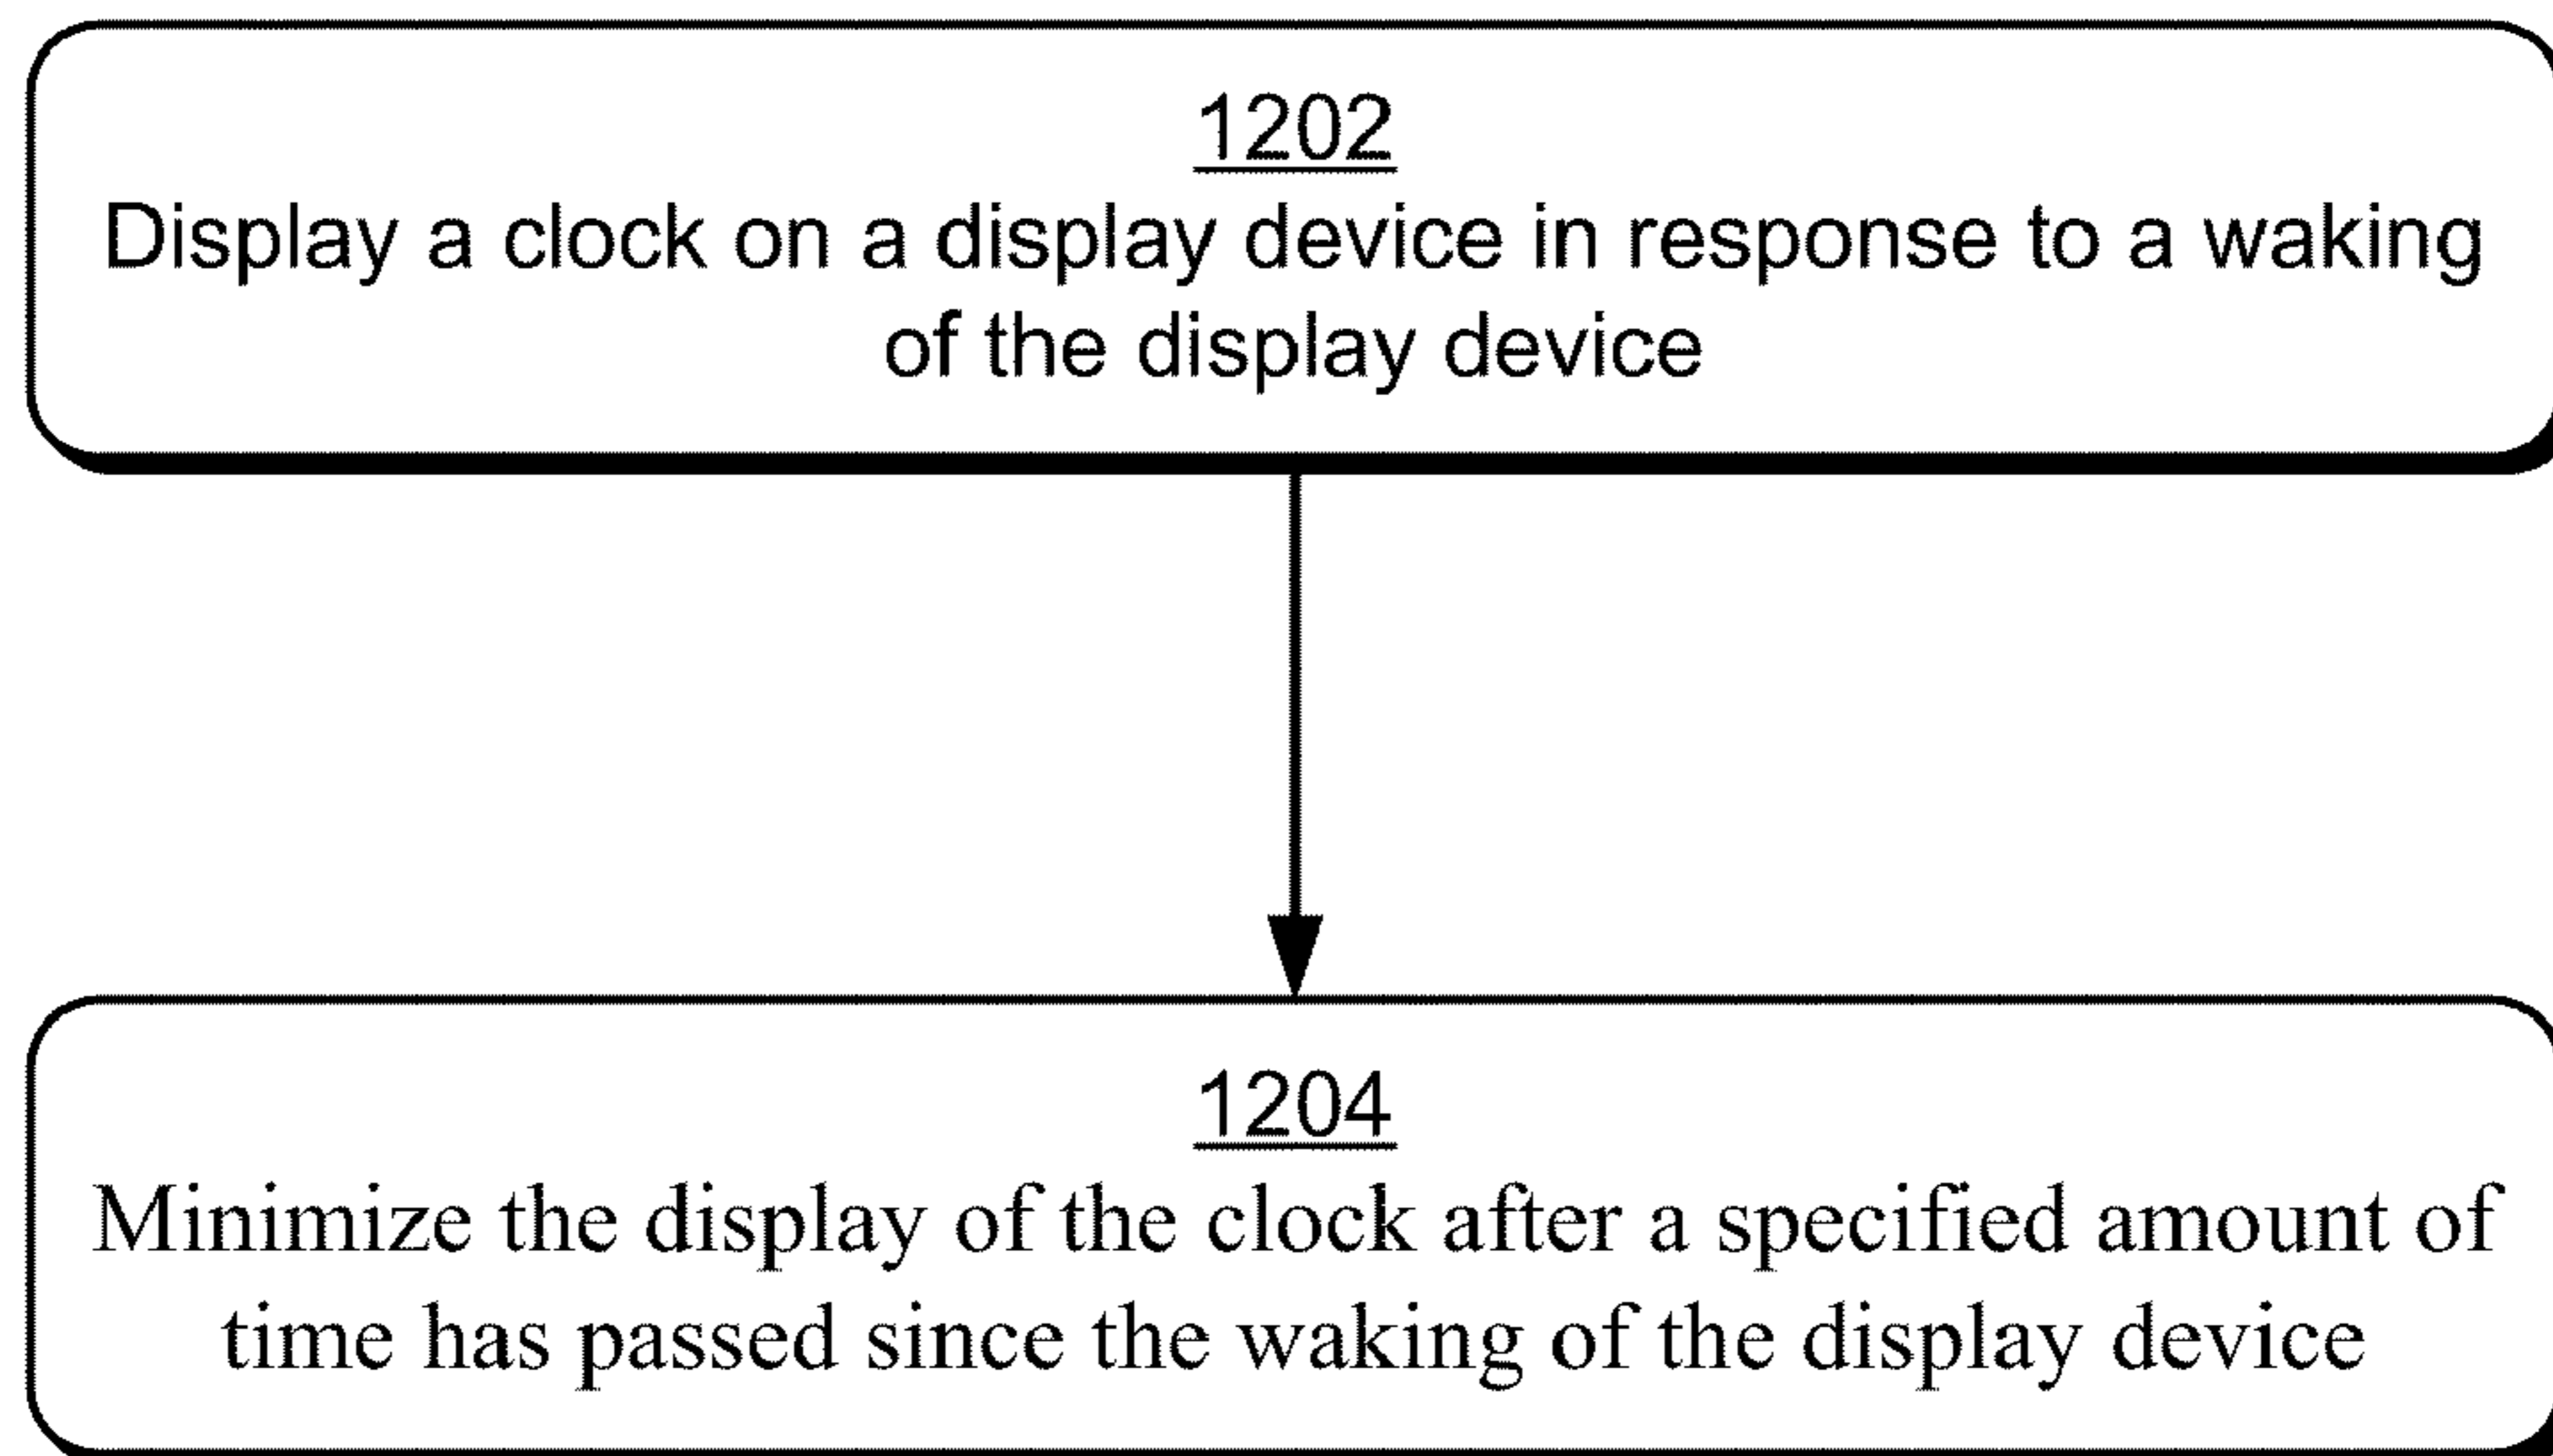 1202
Display a clock on a display device in response to a waking
of the display device
1204
Minimize the display of the clock after a specified amount of
time has passed since the waking of the display device